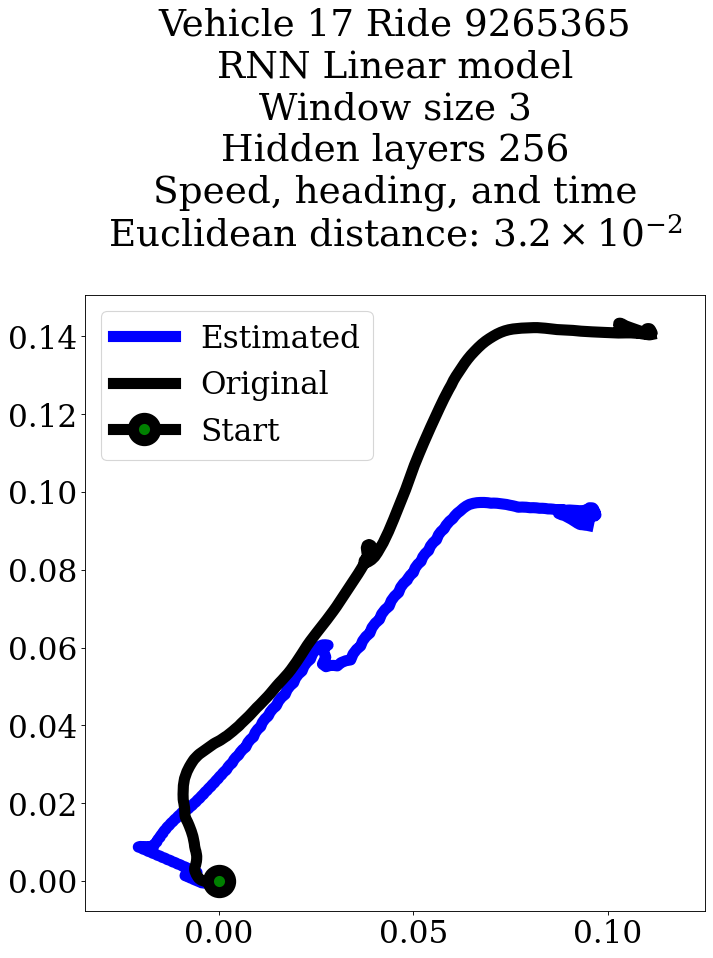 Vehicle 17 Ride 9265365
RNN Linear model
Window size 3
Hidden layers 256
Speed, heading, and time
Euclidean distance: 3.2 × 10⁻²
Estimated
Original
Start
0.14
0.12
0.10
0.08
0.06
0.04
0.02
0.00
0.00 0.05 0.10